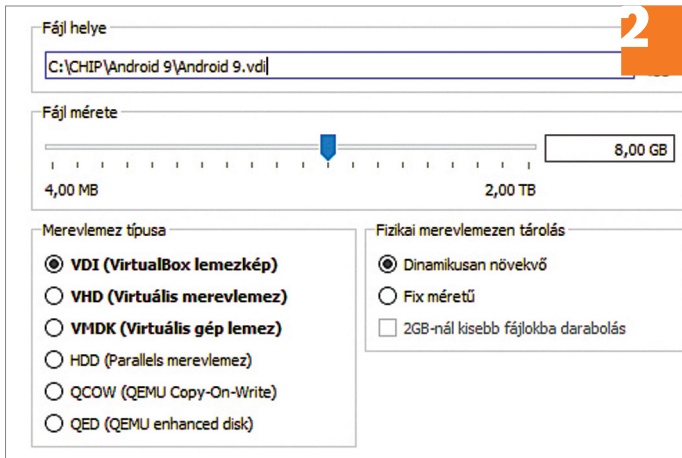 2
Fájl helye
C:\CHIP\Android 9\Android 9.vdi
Fájl mérete
8,00 GB
4,00 MB
2,00 TB
Merevlemez típusa
Fizikai merevlemezen tárolás
VDI (VirtualBox lemezkép)
Dinamikusan növekvő
VHD (Virtuális merevlemez)
Fix méretű
VMDK (Virtuális gép lemez)
2GB-nál kisebb fájlokba darabolás
HDD (Parallels merevlemez)
QCOW (QEMU Copy-On-Write)
QED (QEMU enhanced disk)